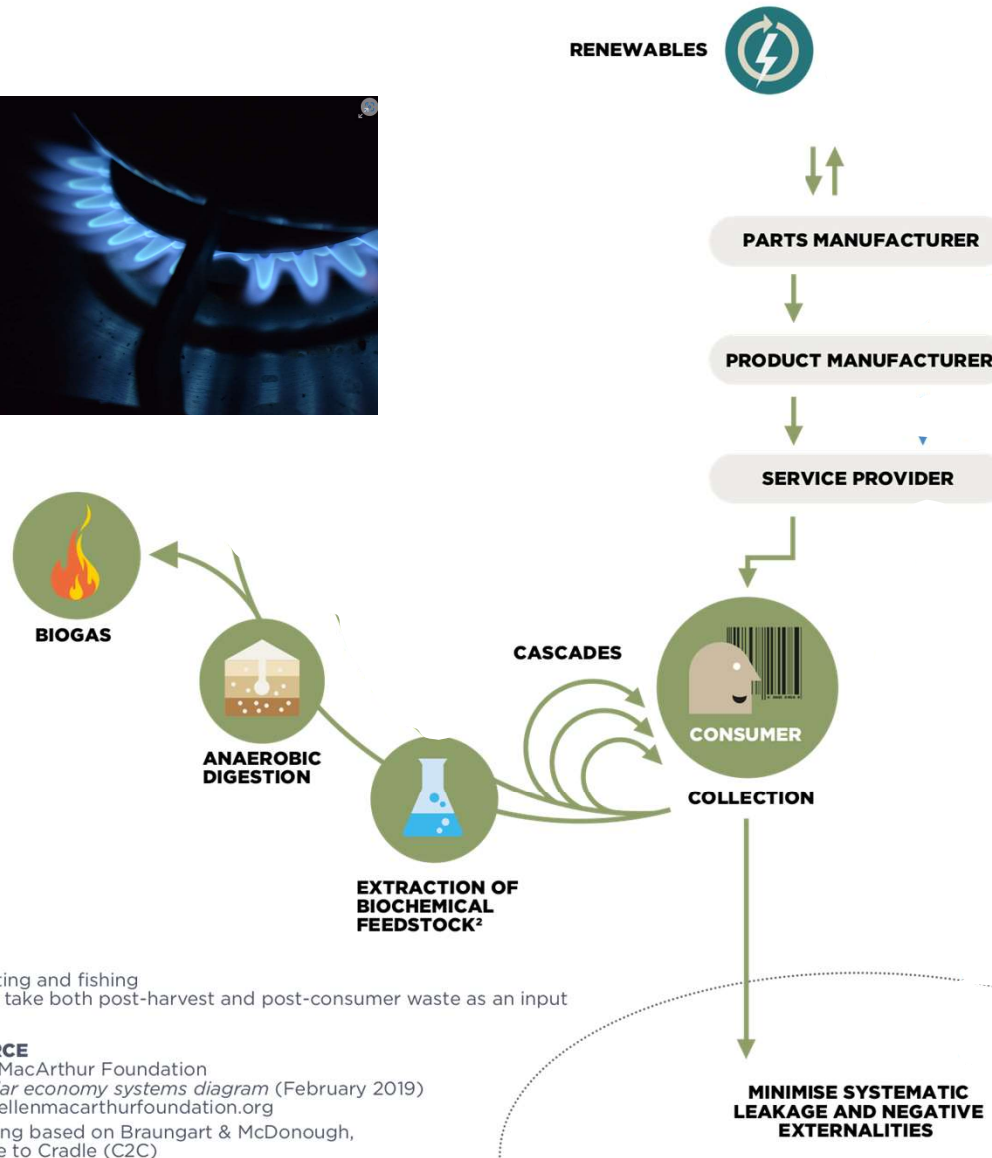 RENEWABLES
PARTS MANUFACTURER
PRODUCT MANUFACTURER
SERVICE PROVIDER
BIOGAS
CASCADES
CONSUMER
ANAEROBIC
DIGESTION
COLLECTION
EXTRACTION OF
BIOCHEMICAL
FEEDSTOCK²
ting and fishing
take both post-harvest and post-consumer waste as an input
RCE
MacArthur Foundation
lar economy systems diagram (February 2019)
ellenmacarthurfoundation.org
ing based on Braungart & McDonough,
e to Cradle (C2C)
MINIMISE SYSTEMATIC
LEAKAGE AND NEGATIVE
EXTERNALITIES